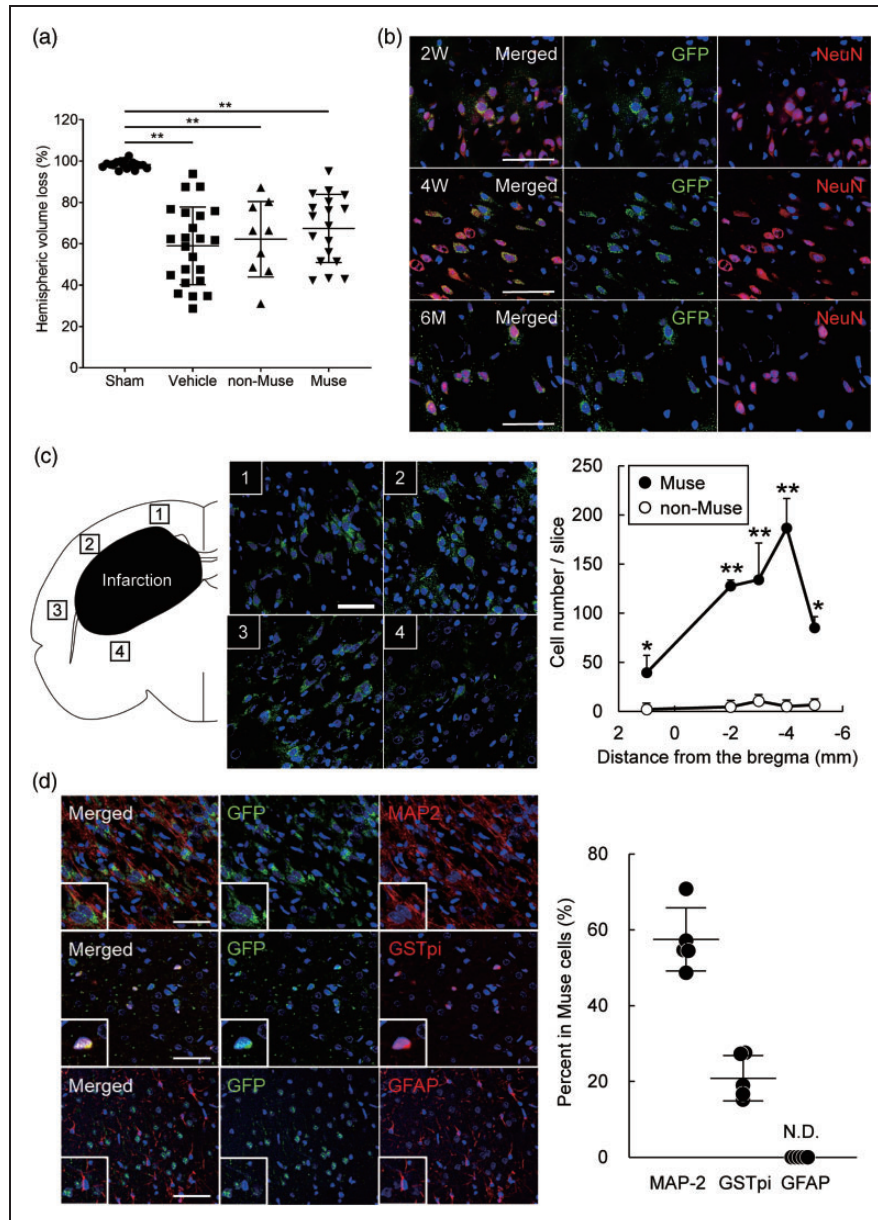 (a)
**
**
**
120
100
80
60
40
20
0
Hemispheric volume loss (%)
Sham Vehicle non-Muse Muse
(b)
2W Merged GFP NeuN
4W Merged GFP NeuN
6M Merged GFP NeuN
(c)
1
2
3
4
Infarction
1 2
3 4
250
200
150
100
50
0
Cell number / slice
Muse
non-Muse
*
**
**
**
*
2 0 -2 -4 -6
Distance from the bregma (mm)
(d)
Merged GFP MAP2
Merged GFP GSTpi
Merged GFP GFAP
80
60
40
20
0
Percent in Muse cells (%)
N.D.
MAP-2 GSTpi GFAP